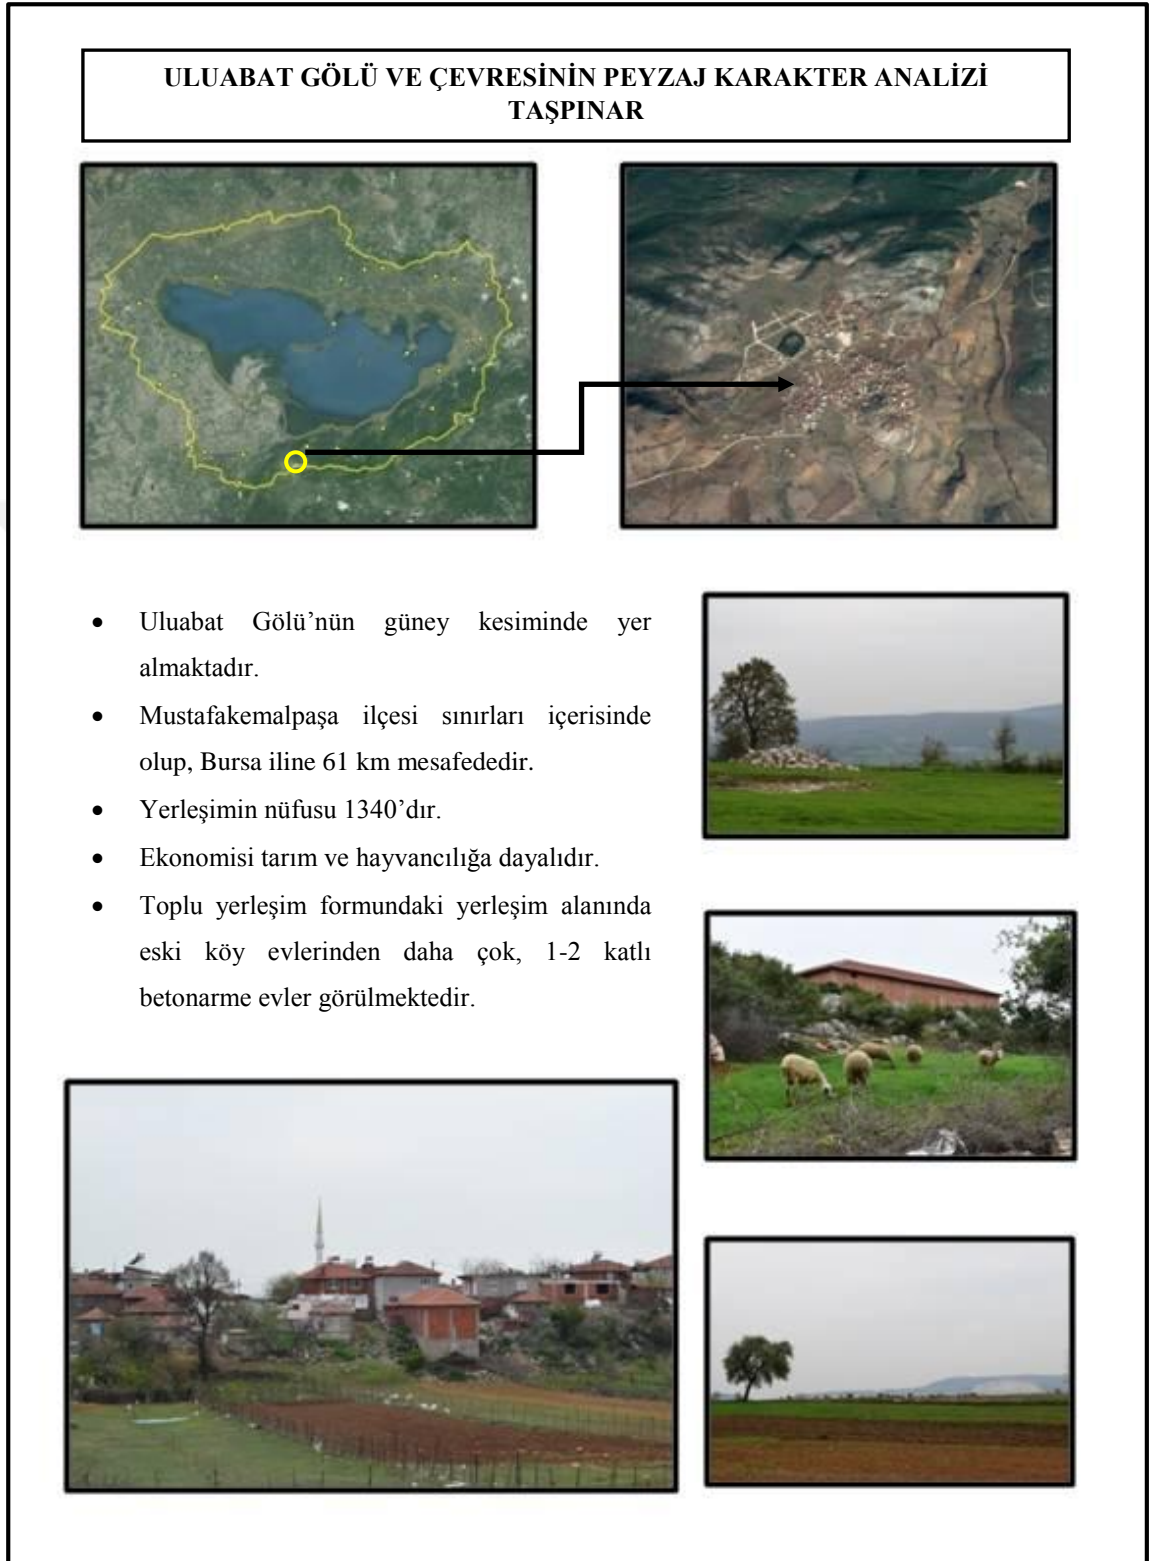 ULUABAT GÖLÜ VE ÇEVRESİNİN PEYZAJ KARAKTER ANALİZİ
TAŞPINAR
• Uluabat Gölü’nün güney kesiminde yer
almaktadır.
• Mustafakemalpaşa ilçesi sınırları içerisinde
olup, Bursa iline 61 km mesafededir.
• Yerleşimin nüfusu 1340’dır.
• Ekonomisi tarım ve hayvancılığa dayalıdır.
• Toplu yerleşim formundaki yerleşim alanında
eski köy evlerinden daha çok, 1-2 katlı
betonarme evler görülmektedir.